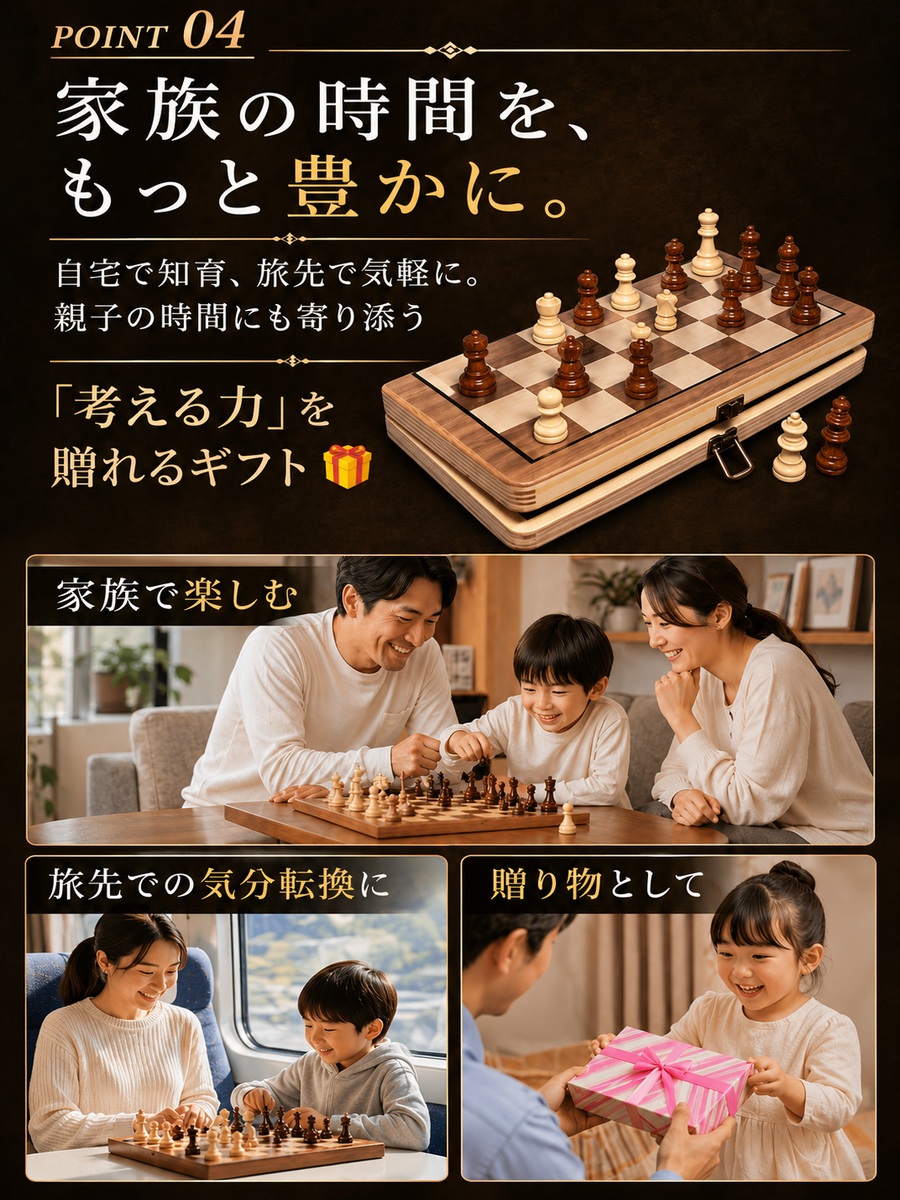 POINT 04
家族の時間を、
もっと豊かに。
自宅で知育、旅先で気軽に。
親子の時間にも寄り添う
「考える力」を
贈れるギフト🎁
家族で楽しむ
旅先での気分転換に
贈り物として